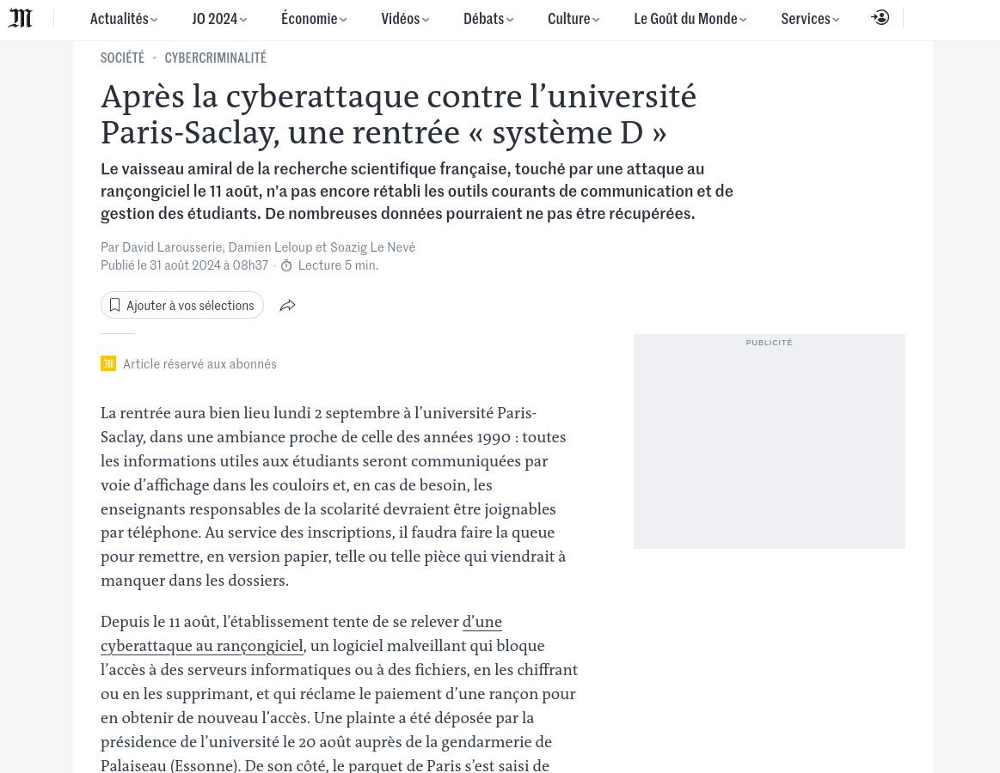 M
Actualités
JO 2024
Économie
Vidéos
Débats
Culture
Le Goût du Monde
Services
SOCIÉTÉ • CYBERCRIMINALITÉ
Après la cyberattaque contre l’université
Paris-Saclay, une rentrée « système D »
Le vaisseau amiral de la recherche scientifique française, touché par une attaque au
rançongiciel le 11 août, n’a pas encore rétabli les outils courants de communication et de
gestion des étudiants. De nombreuses données pourraient ne pas être récupérées.
Par David Larousserie, Damien Leloup et Soazig Le Nevé
Publié le 31 août 2024 à 08h37 · Lecture 5 min.
Ajouter à vos sélections
PUBLICITÉ
M Article réservé aux abonnés
La rentrée aura bien lieu lundi 2 septembre à l’université Paris-
Saclay, dans une ambiance proche de celle des années 1990 : toutes
les informations utiles aux étudiants seront communiquées par
voie d’affichage dans les couloirs et, en cas de besoin, les
enseignants responsables de la scolarité devraient être joignables
par téléphone. Au service des inscriptions, il faudra faire la queue
pour remettre, en version papier, telle ou telle pièce qui viendrait à
manquer dans les dossiers.
Depuis le 11 août, l’établissement tente de se relever d’une
cyberattaque au rançongiciel, un logiciel malveillant qui bloque
l’accès à des serveurs informatiques ou à des fichiers, en les chiffrant
ou en les supprimant, et qui réclame le paiement d’une rançon pour
en obtenir de nouveau l’accès. Une plainte a été déposée par la
présidence de l’université le 20 août auprès de la gendarmerie de
Palaiseau (Essonne). De son côté, le parquet de Paris s’est saisi de